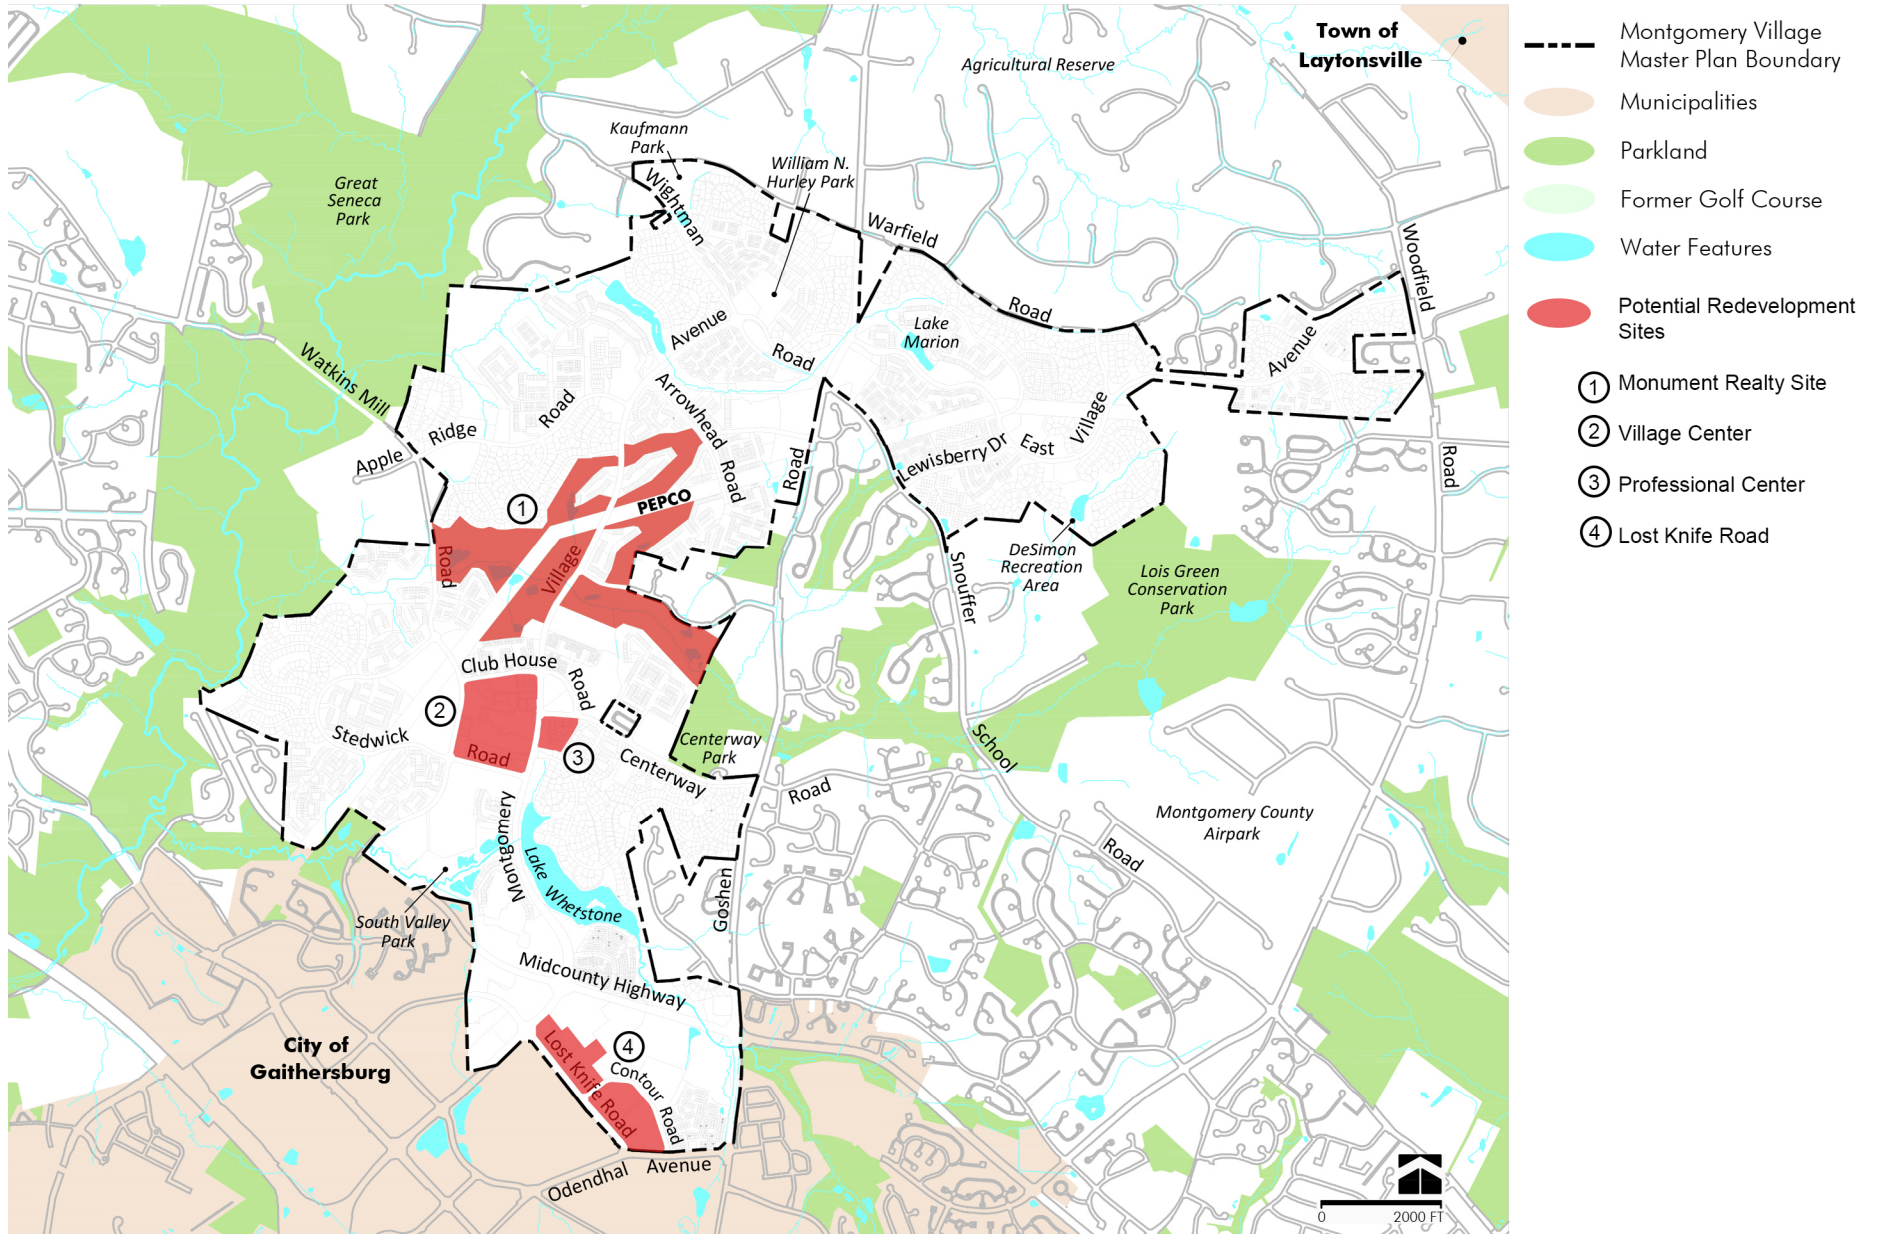 Town of
Laytonsville
Agricultural Reserve
Kaufmann
Park
William N.
Hurley Park
Great
Seneca
Park
Wightman
Warfield
Road
Woodfield
Road
Avenue
Road
Lake
Marion
Avenue
Watkins Mill
Road
Arrowhead
Road
Ridge
Apple
Road
Lewisberry Dr
East
Village
PEPCO
1
Road
Village
DeSimon
Recreation
Area
Snouffer
Lois Green
Conservation
Park
Club House
Road
2
Stedwick
Road
3
Centerway
Park
Centerway
Road
School
Road
Montgomery County
Airpark
Montgomery
Lake
Whetstone
Goshen
South Valley
Park
Midcounty Highway
City of
Gaithersburg
4
Lost Knife Road
Contour
Road
Odendhal
Avenue
0
2000 FT
Montgomery Village
Master Plan Boundary
Municipalities
Parkland
Former Golf Course
Water Features
Potential Redevelopment
Sites
1 Monument Realty Site
2 Village Center
3 Professional Center
4 Lost Knife Road